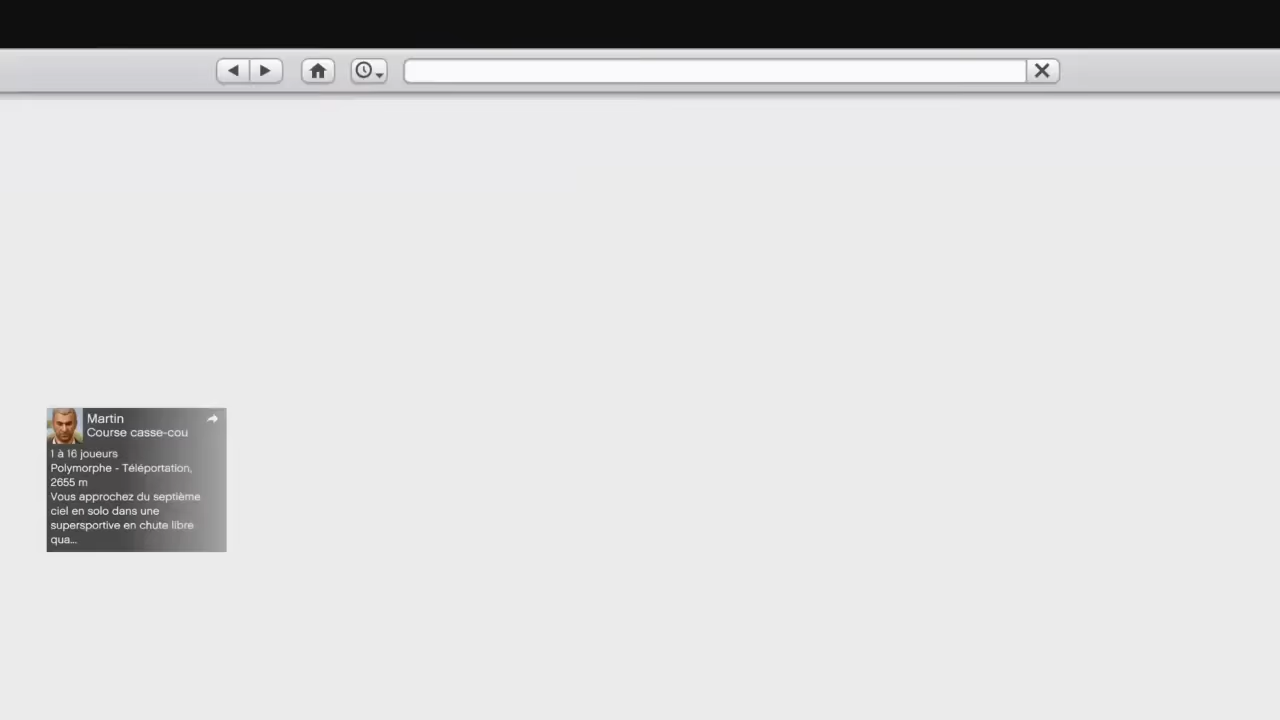 Martin
Course casse-cou
1 à 16 joueurs
Polymorphe - Téléportation,
2655 m
Vous approchez du septième
ciel en solo dans une
supersportive en chute libre
qua...